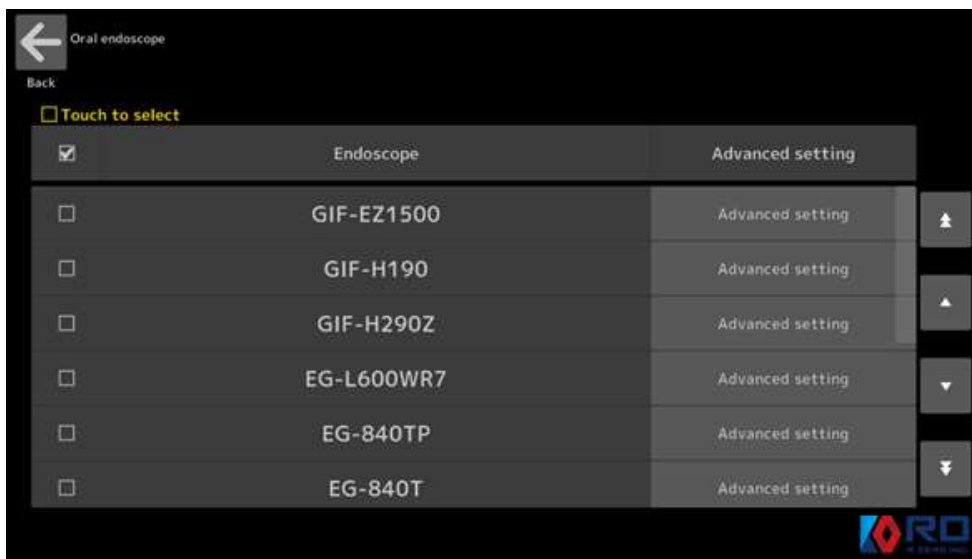 Oral endoscope
Back
Touch to select
Endoscope Advanced setting
GIF-EZ1500 Advanced setting
GIF-H190 Advanced setting
GIF-H290Z Advanced setting
EG-L600WR7 Advanced setting
EG-840TP Advanced setting
EG-840T Advanced setting
RD